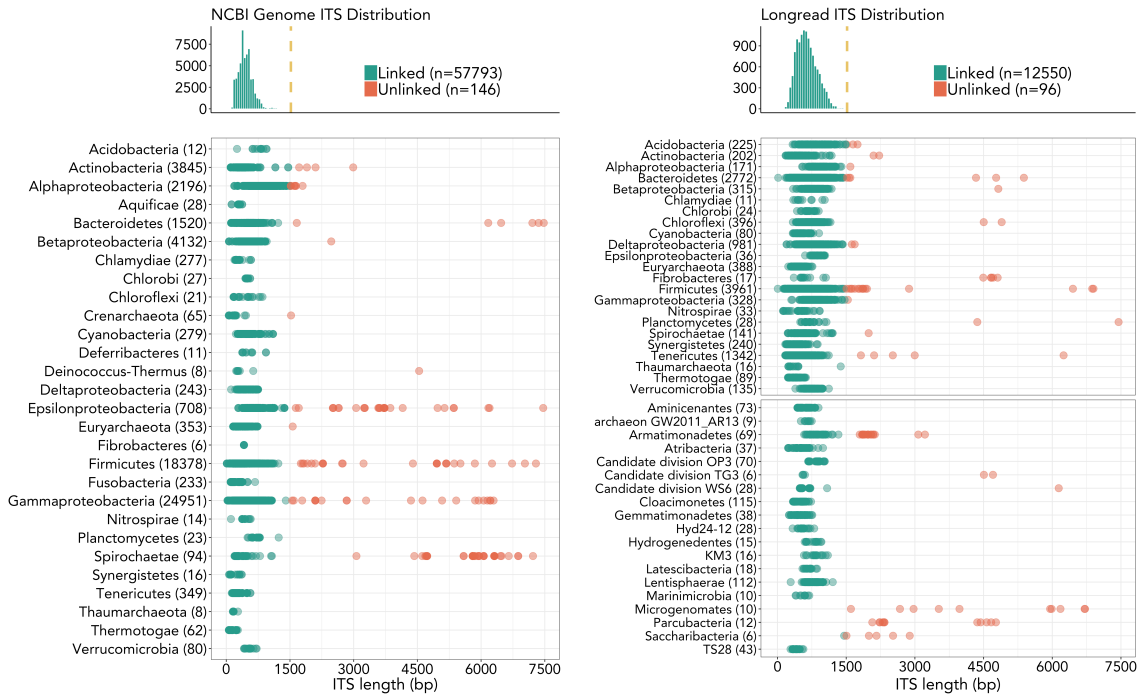 NCBI Genome ITS Distribution
7500
5000
2500
0
Linked (n=57793)
Unlinked (n=146)
Acidobacteria (12)
Actinobacteria (3845)
Alphaproteobacteria (2196)
Aquificae (28)
Bacteroidetes (1520)
Betaproteobacteria (4132)
Chlamydiae (277)
Chlorobi (27)
Chloroflexi (21)
Crenarchaeota (65)
Cyanobacteria (279)
Deferribacteres (11)
Deinococcus-Thermus (8)
Deltaproteobacteria (243)
Epsilonproteobacteria (708)
Euryarchaeota (353)
Fibrobacteres (6)
Firmicutes (18378)
Fusobacteria (233)
Gammaproteobacteria (24951)
Nitrospirae (14)
Planctomycetes (23)
Spirochaetae (94)
Synergistetes (16)
Tenericutes (349)
Thaumarchaeota (8)
Thermotogae (62)
Verrucomicrobia (80)
0 1500 3000 4500 6000 7500
ITS length (bp)
Longread ITS Distribution
900
600
300
0
Linked (n=12550)
Unlinked (n=96)
Acidobacteria (225)
Actinobacteria (202)
Alphaproteobacteria (171)
Bacteroidetes (2772)
Betaproteobacteria (315)
Chlamydiae (11)
Chlorobi (24)
Chloroflexi (396)
Cyanobacteria (80)
Deltaproteobacteria (981)
Epsilonproteobacteria (36)
Euryarchaeota (388)
Fibrobacteres (17)
Firmicutes (3961)
Gammaproteobacteria (328)
Nitrospirae (33)
Planctomycetes (28)
Spirochaetae (141)
Synergistetes (240)
Tenericutes (1342)
Thaumarchaeota (16)
Thermotogae (89)
Verrucomicrobia (135)
Aminicenantes (73)
archaeon GW2011_AR13 (9)
Armatimonadetes (69)
Atribacteria (37)
Candidate division OP3 (70)
Candidate division TG3 (6)
Candidate division WS6 (28)
Cloacimonetes (115)
Gemmatimonadetes (38)
Hyd24-12 (28)
Hydrogenedentes (15)
KM3 (16)
Latescibacteria (18)
Lentisphaerae (112)
Marinimicrobia (10)
Microgenomates (10)
Parcubacteria (12)
Saccharibacteria (6)
TS28 (43)
0 1500 3000 4500 6000 7500
ITS length (bp)